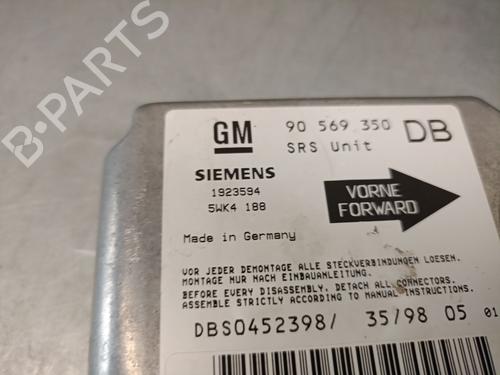 B-PARTS
GM 90 569 350 DB
SRS Unit
SIEMENS
1923594
5WK4 188
VORNE
FORWARD
Made in Germany
VOR JEDER DEMONTAGE ALLE STECKVERBINDUNGEN LOESEN.
MONTAGE NUR NACH EINBAUANLEITUNG.
BEFORE EVERY DISASSEMBLY, DETACH ALL CONNECTORS.
ASSEMBLE STRICTLY ACCORDING TO MANUAL INSTRUCTIONS.
DBS0452398/ 35/98 05 01